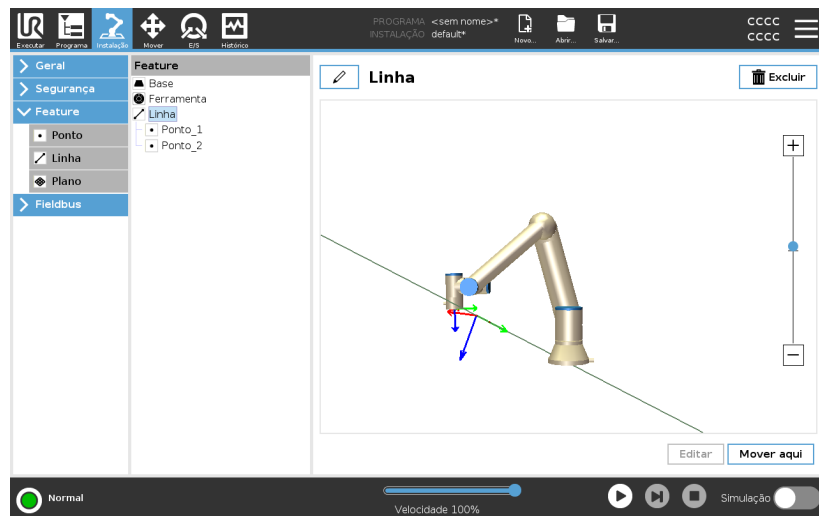 UR
PROGRAMA <sem nome>*
INSTALAÇÃO default*
Executar Programa Instalação Mover E/S Histórico
Novo... Abrir... Salvar...
CCCC
CCCC
Geral
Segurança
Feature
Ponto
Linha
Plano
Fieldbus
Feature
Base
Ferramenta
Linha
Ponto_1
Ponto_2
Linha
Excluir
Editar
Mover aqui
Normal
Velocidade 100%
Simulação